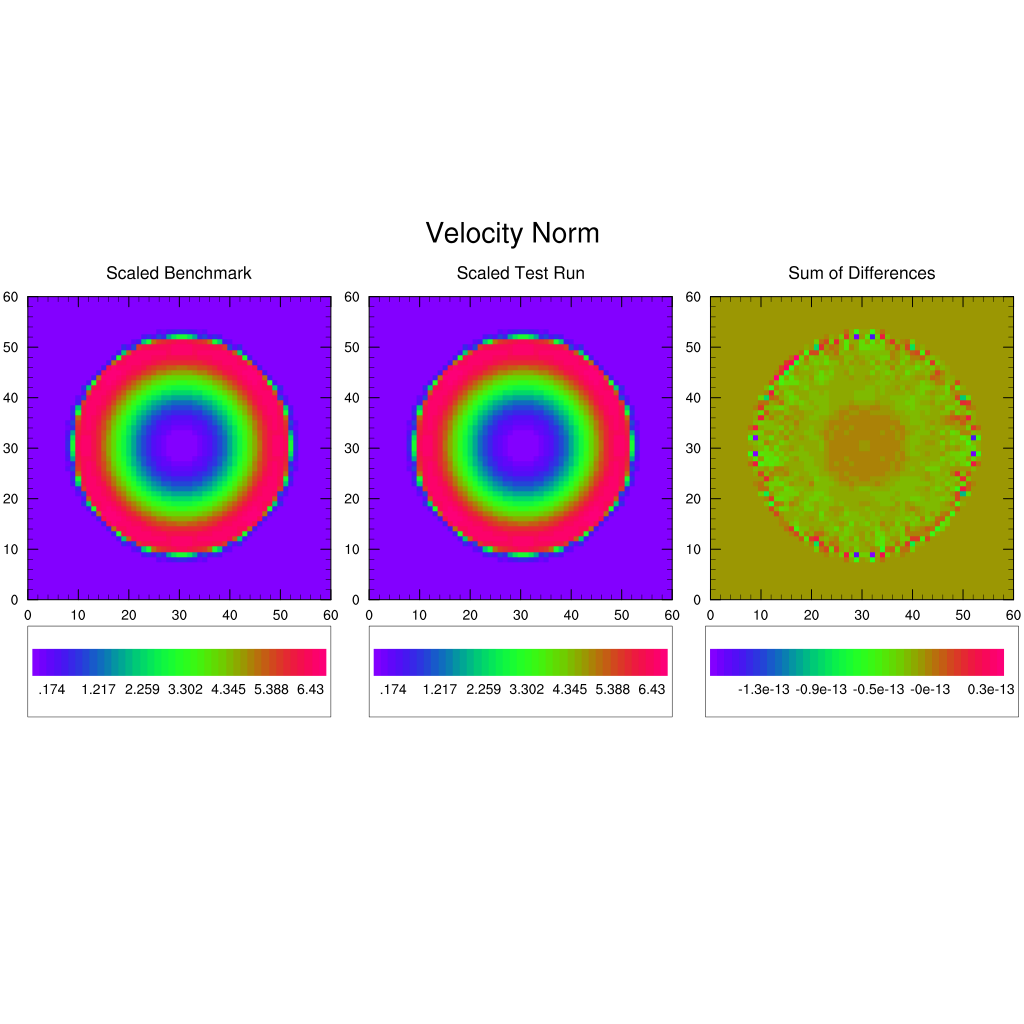 Velocity Norm
Scaled Benchmark
60
50
40
30
20
10
0
0 10 20 30 40 50 60
.174 1.217 2.259 3.302 4.345 5.388 6.43
Scaled Test Run
60
50
40
30
20
10
0
0 10 20 30 40 50 60
.174 1.217 2.259 3.302 4.345 5.388 6.43
Sum of Differences
60
50
40
30
20
10
0
0 10 20 30 40 50 60
-1.3e-13 -0.9e-13 -0.5e-13 -0e-13 0.3e-13